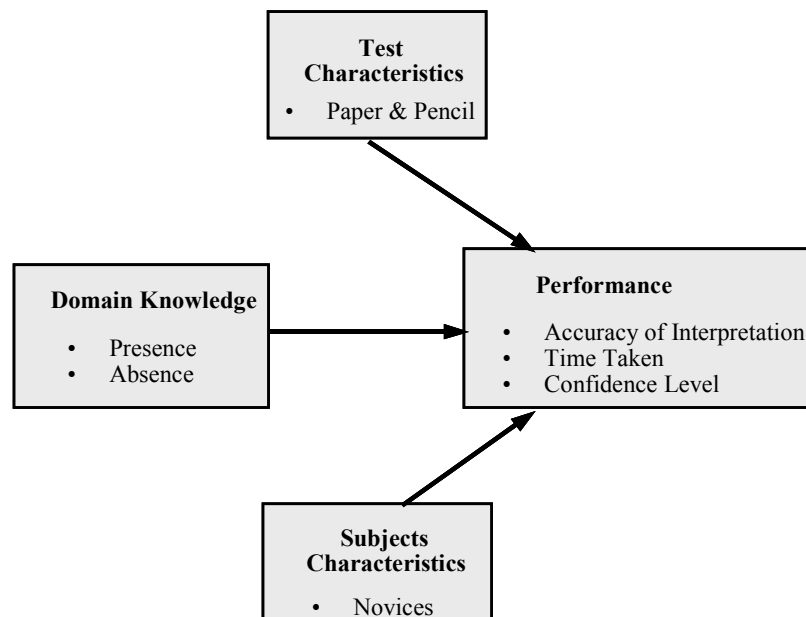 Test
Characteristics
• Paper & Pencil
Domain Knowledge
• Presence
• Absence
Performance
• Accuracy of Interpretation
• Time Taken
• Confidence Level
Subjects
Characteristics
• Novices